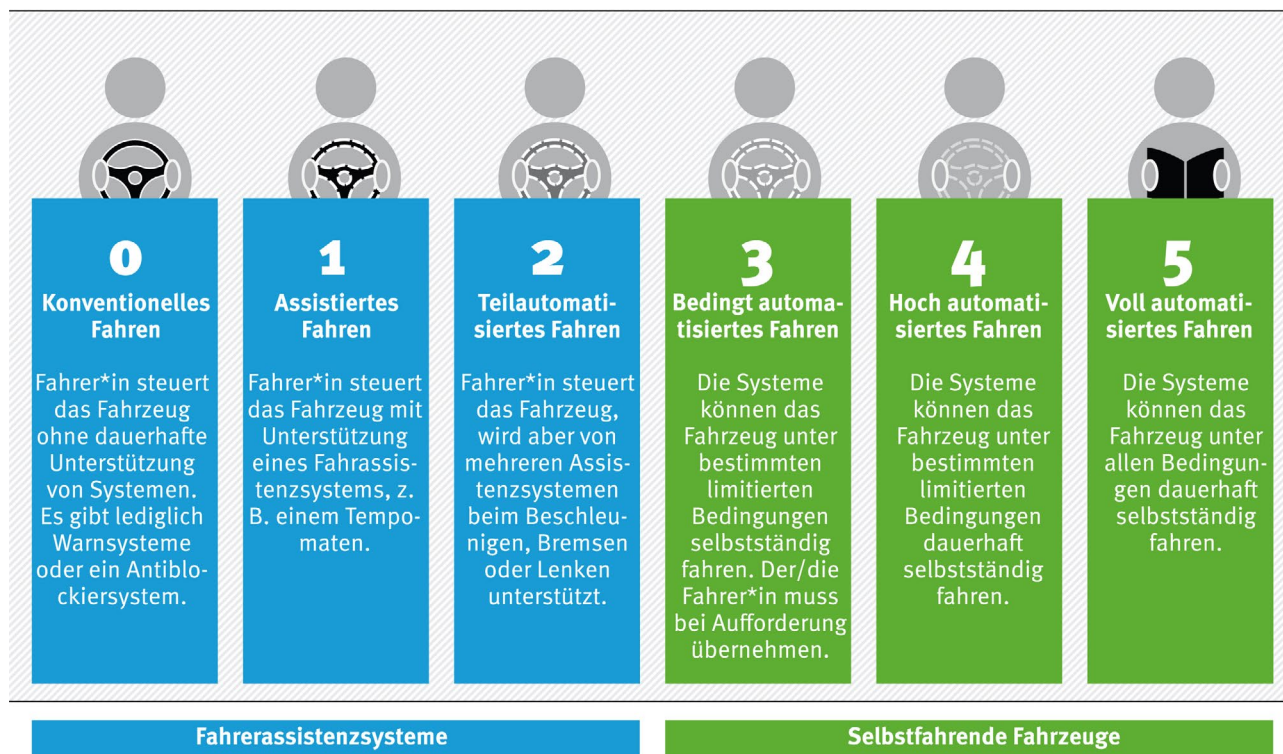 0
Konventionelles
Fahren
Fahrer*in steuert
das Fahrzeug
ohne dauerhafte
Unterstützung
von Systemen.
Es gibt lediglich
Warnsysteme
oder ein Antiblo-
ckiersystem.
1
Assistiertes
Fahren
Fahrer*in steuert
das Fahrzeug mit
Unterstützung
eines Fahrassis-
tenzsystems, z.
B. einem Tempo-
maten.
2
Teilautomati-
siertes Fahren
Fahrer*in steuert
das Fahrzeug,
wird aber von
mehreren Assis-
tenzsystemen
beim Beschleu-
nigen, Bremsen
oder Lenken
unterstützt.
3
Bedingt automa-
tisiertes Fahren
Die Systeme
können das
Fahrzeug unter
bestimmten
limitierten
Bedingungen
selbstständig
fahren. Der/die
Fahrer*in muss
bei Aufforderung
übernehmen.
4
Hoch automati-
siertes Fahren
Die Systeme
können das
Fahrzeug unter
bestimmten
limitierten
Bedingungen
dauerhaft
selbstständig
fahren.
5
Voll automati-
siertes Fahren
Die Systeme
können das
Fahrzeug unter
allen Bedingun-
gen dauerhaft
selbstständig
fahren.
Fahrerassistenzsysteme
Selbstfahrende Fahrzeuge